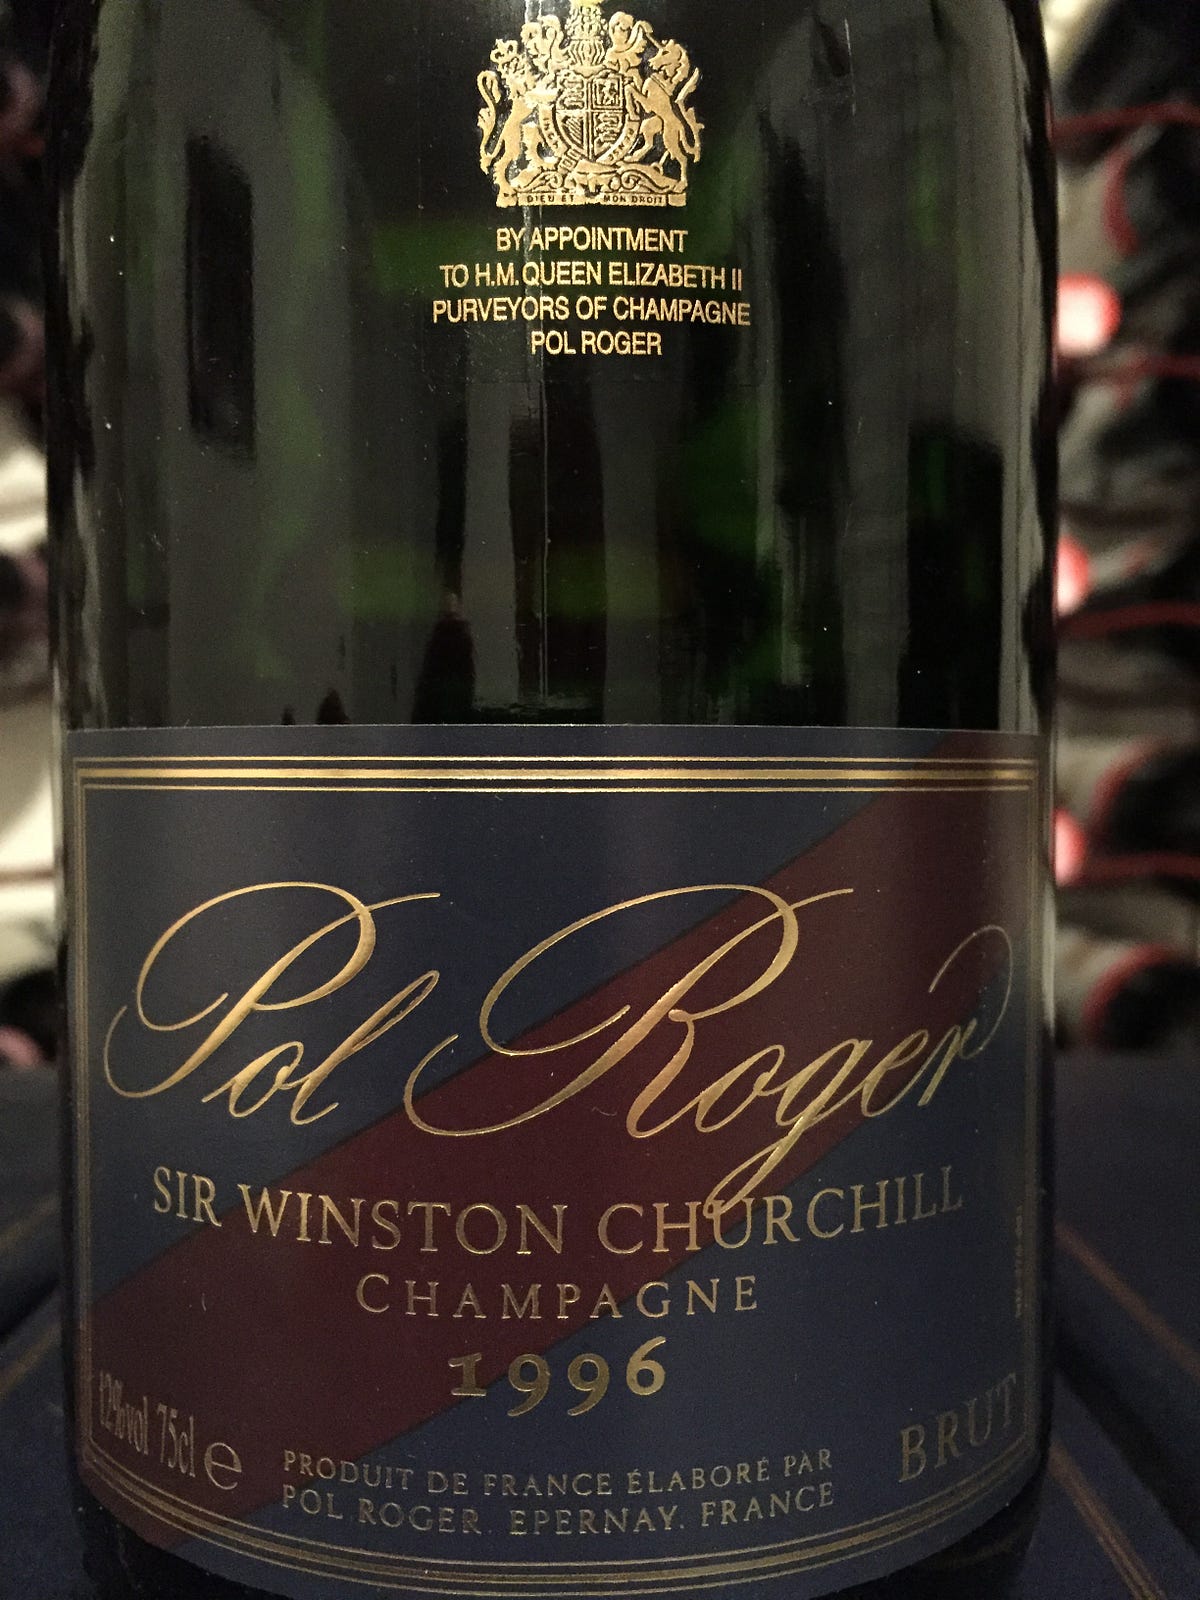 DIEU ET MON DROIT
BY APPOINTMENT
TO H.M. QUEEN ELIZABETH II
PURVEYORS OF CHAMPAGNE
POL ROGER
Pol Roger
SIR WINSTON CHURCHILL
CHAMPAGNE
1996
12%vol 75cl e
BRUT
PRODUIT DE FRANCE ÉLABORÉ PAR
POL ROGER. EPERNAY. FRANCE